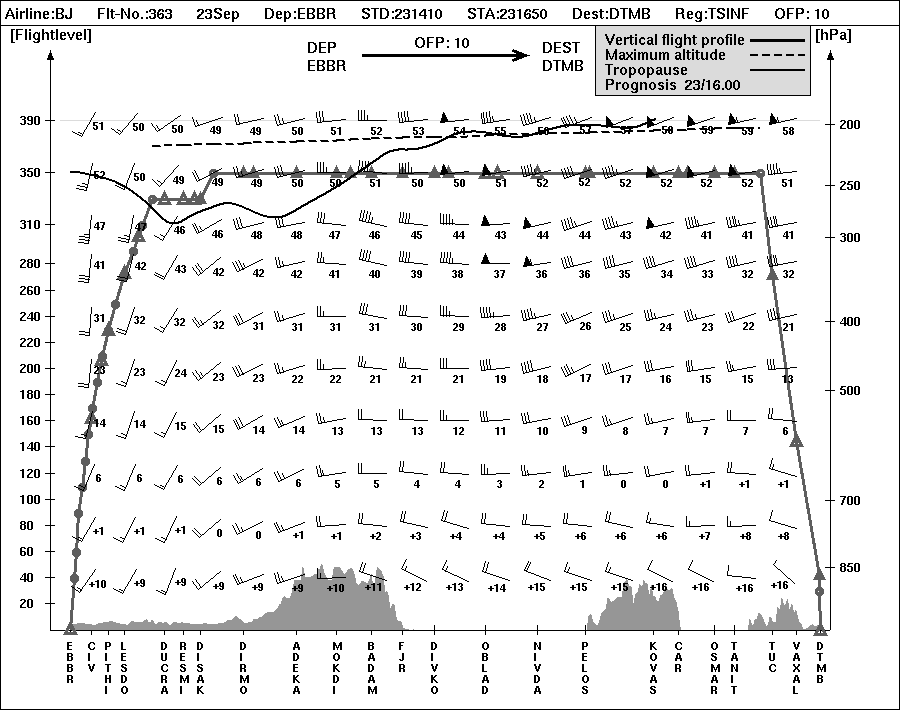 Airline:BJ Flt-No.:363 23Sep Dep:EBBR STD:231410 STA:231650 Dest:DTMB Reg:TSINF OFP: 10
[Flightlevel] [hPa]
DEP OFP: 10 DEST
EBBR DTMB
Vertical flight profile
Maximum altitude
Tropopause
Prognosis 23/16.00
390 51 50 50 49 49 50 51 52 53 54 55 56 57 57 58 59 59 58 200
350 52 50 49 49 49 50 50 51 50 50 51 52 52 52 52 52 52 51 250
310 47 47 46 46 48 48 47 46 45 44 43 44 44 43 42 41 41 41 300
280 41 42 43 42 42 42 41 40 39 38 37 36 36 35 34 33 32 32
260
240 31 32 32 32 31 31 31 31 30 29 28 27 26 25 24 23 22 21 400
220
200 23 23 24 23 23 22 22 21 21 21 19 18 17 17 16 15 15 13 500
180
160 14 14 15 15 14 14 13 13 13 12 11 10 9 8 7 7 7 6
140
120 6 6 6 6 6 6 5 5 4 4 3 2 1 0 0 +1 +1 +1
100 700
80 +1 +1 +1 0 0 +1 +1 +2 +3 +4 +4 +5 +6 +6 +6 +7 +8 +8
60
40 +10 +9 +9 +9 +9 +9 +10 +11 +12 +13 +14 +15 +15 +15 +16 +16 +16 +16 850
20
EBBR CIV PITHI LESDO DUCRA RESMI DISAK DIRMO ADEKA MOKDI BADAM FJR DIVKO OBLAD NIVDA PELOS KOVAS CAR OSMAR TANIT TUC VAXAL DTMB